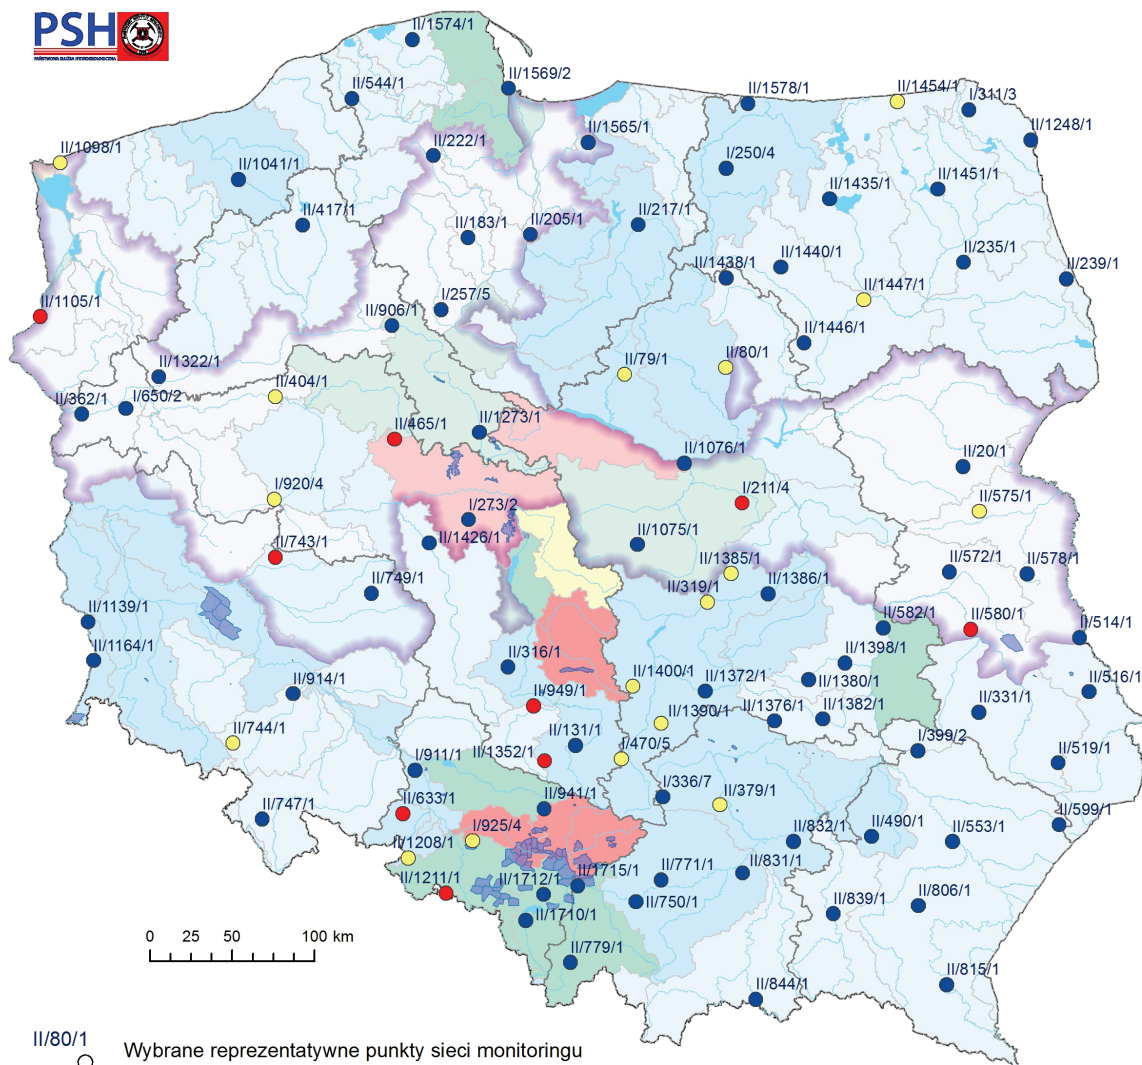 PSH
PAŃSTWOWA SŁUŻBA HYDROGEOLOGICZNA
II/1574/1
II/544/1
II/1569/2
II/1578/1
II/1454/1
I/311/3
II/1248/1
II/1565/1
II/222/1
II/1098/1
II/1041/1
I/250/4
II/1435/1
II/1451/1
II/417/1
II/183/1
II/205/1
II/217/1
II/1438/1
II/1440/1
II/235/1
II/239/1
II/1447/1
II/1105/1
I/257/5
II/906/1
II/1446/1
II/1322/1
II/79/1
II/80/1
II/362/1
I/650/2
II/404/1
II/465/1
II/1273/1
II/1076/1
II/20/1
I/920/4
I/273/2
I/211/4
II/575/1
II/743/1
II/1426/1
II/1075/1
II/1385/1
II/572/1
II/578/1
II/749/1
II/319/1
II/1386/1
II/1139/1
II/582/1
II/580/1
II/514/1
II/1164/1
II/316/1
II/1398/1
II/914/1
II/1400/1
II/1372/1
II/1380/1
II/516/1
II/949/1
II/1390/1
II/1376/1
II/1382/1
II/331/1
II/744/1
II/131/1
II/1352/1
I/470/5
I/399/2
II/519/1
I/911/1
II/633/1
II/941/1
I/336/7
II/379/1
II/747/1
I/925/4
II/832/1
II/490/1
II/553/1
II/599/1
II/1208/1
II/1211/1
II/1712/1
II/1715/1
II/771/1
II/831/1
II/750/1
II/839/1
II/806/1
II/1710/1
II/779/1
II/844/1
II/815/1
0 25 50 100 km
II/80/1
Wybrane reprezentatywne punkty sieci monitoringu